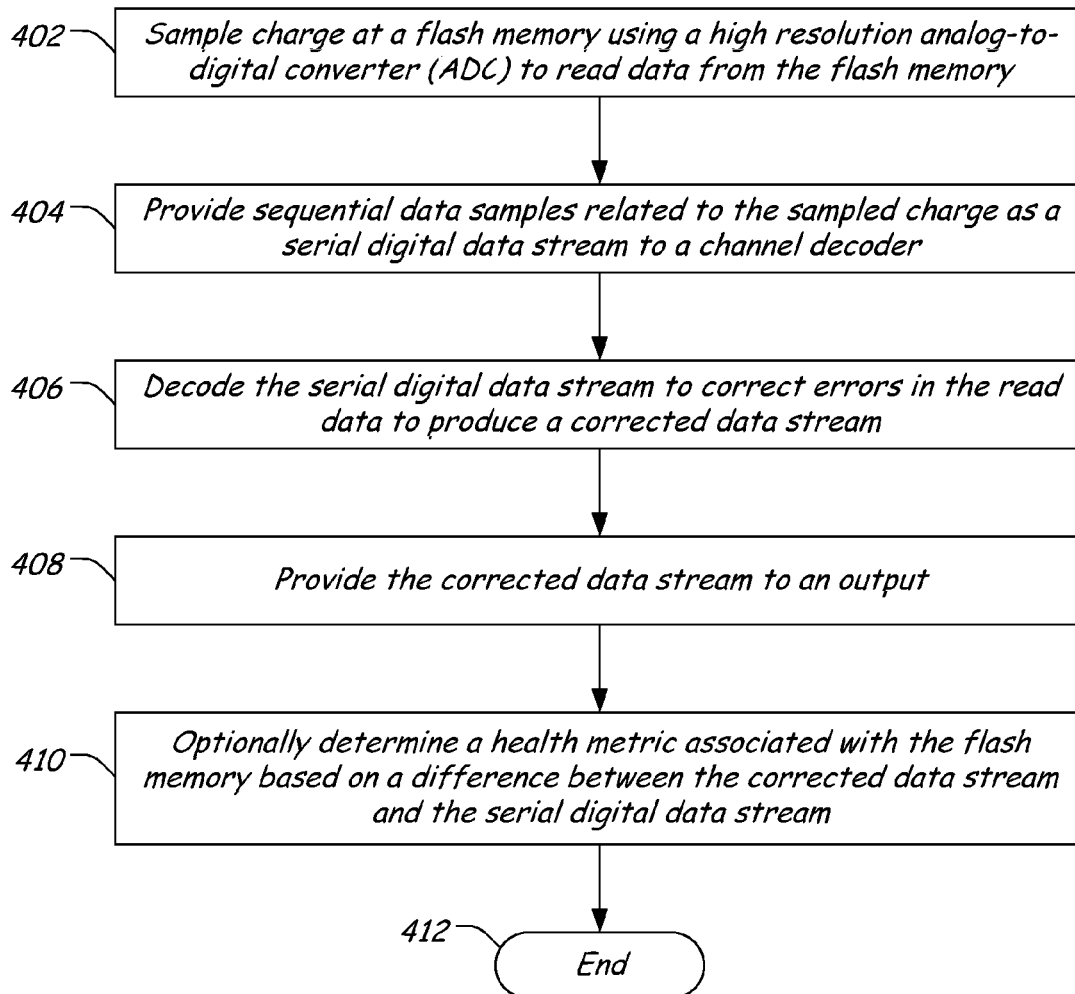 402
Sample charge at a flash memory using a high resolution analog-to-
digital converter (ADC) to read data from the flash memory
404
Provide sequential data samples related to the sampled charge as a
serial digital data stream to a channel decoder
406
Decode the serial digital data stream to correct errors in the read
data to produce a corrected data stream
408
Provide the corrected data stream to an output
410
Optionally determine a health metric associated with the flash
memory based on a difference between the corrected data stream
and the serial digital data stream
412
End